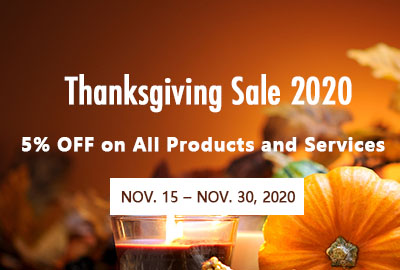 Thanksgiving Sale 2020
5% OFF on All Products and Services
NOV. 15 – NOV. 30, 2020